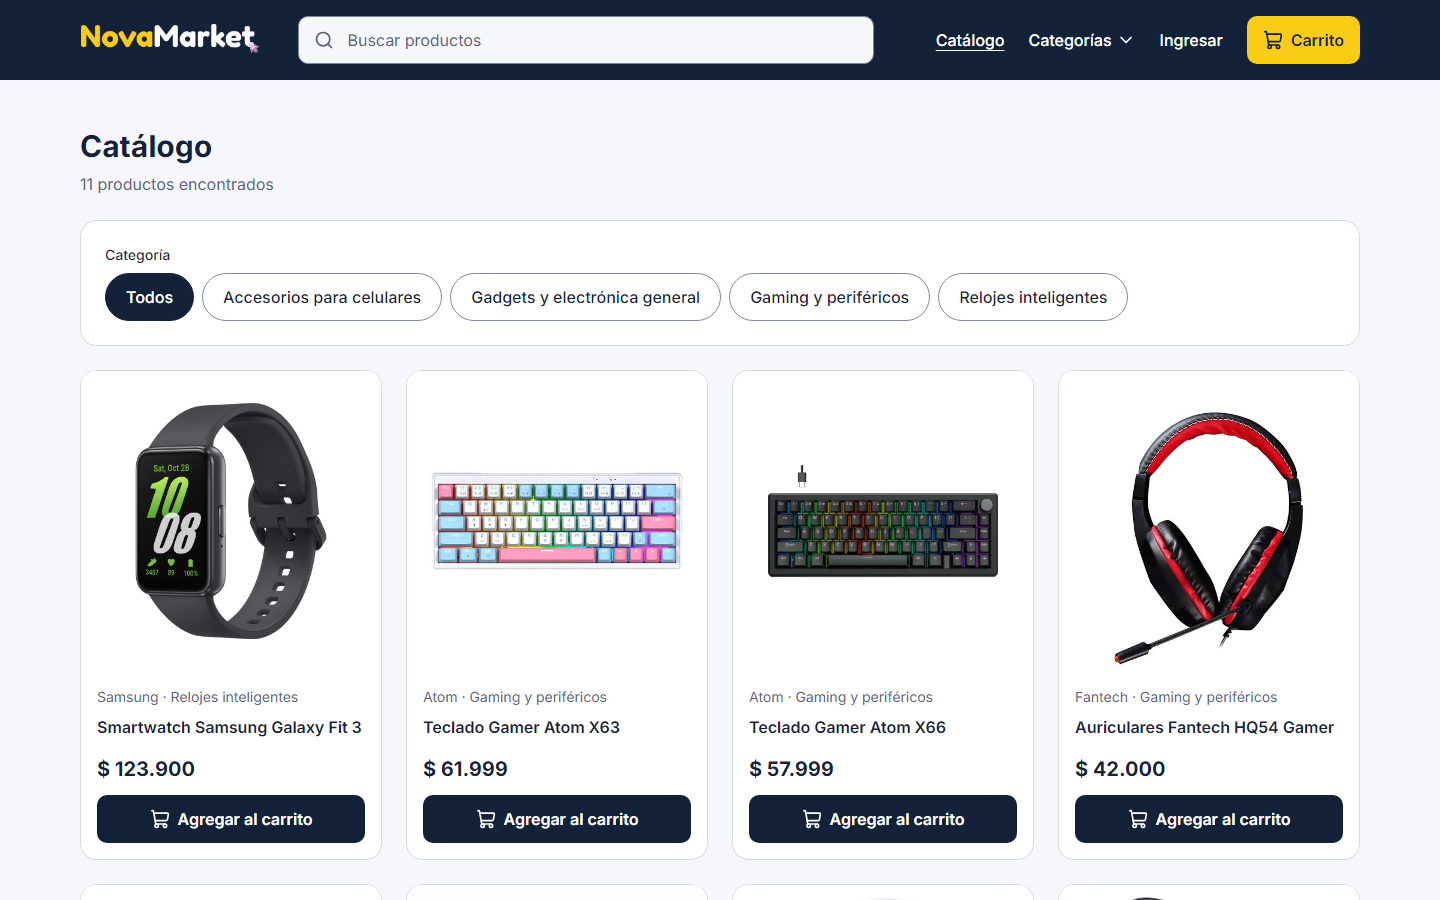 NovaMarket
Buscar productos
Catálogo
Categorías
Ingresar
Carrito
Catálogo
11 productos encontrados
Categoría
Todos
Accesorios para celulares
Gadgets y electrónica general
Gaming y periféricos
Relojes inteligentes
Sat, Oct 28
10
08
2457 89 100%
Samsung · Relojes inteligentes
Smartwatch Samsung Galaxy Fit 3
$ 123.900
Agregar al carrito
Atom · Gaming y periféricos
Teclado Gamer Atom X63
$ 61.999
Agregar al carrito
Atom · Gaming y periféricos
Teclado Gamer Atom X66
$ 57.999
Agregar al carrito
Fantech · Gaming y periféricos
Auriculares Fantech HQ54 Gamer
$ 42.000
Agregar al carrito